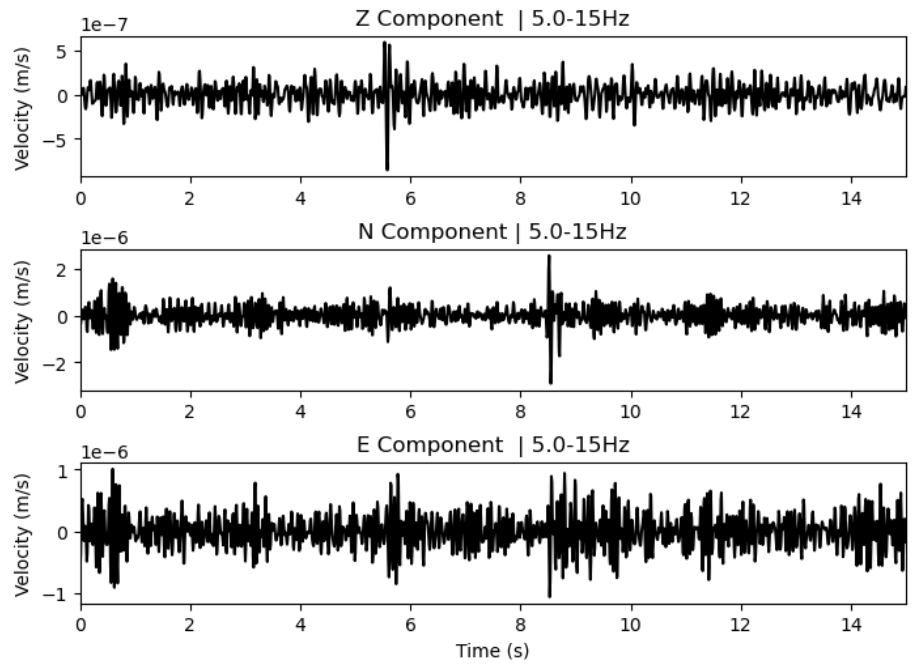 Z Component | 5.0-15Hz
1e−7
Velocity (m/s)
5
0
−5
0 2 4 6 8 10 12 14
N Component | 5.0-15Hz
1e−6
Velocity (m/s)
2
0
−2
0 2 4 6 8 10 12 14
E Component | 5.0-15Hz
1e−6
Velocity (m/s)
1
0
−1
0 2 4 6 8 10 12 14
Time (s)